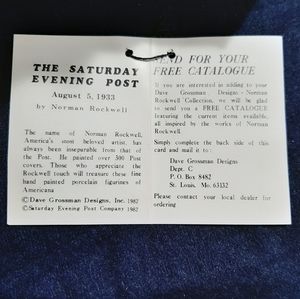 THE SATURDAY
EVENING POST
August 5, 1933
by Norman Rockwell
The name of Norman Rockwell,
America's most beloved artist, has
always been inseparable from that of
the Post. He painted over 300 Post
covers. Those who appreciate the
Rockwell touch will treasure these fine
hand painted porcelain figurines of
Americana
©Dave Grossman Designs, Inc. 1982
©Saturday Evening Post Company 1982
SEND FOR YOUR
FREE CATALOGUE
If you are interested in adding to your
Dave Grossman Designs - Norman
Rockwell Collection, we will be glad
to send you a FREE CATALOGUE
featuring the current items available,
all inspired by the works of Norman
Rockwell.
Simply complete the back side of this
card and mail it to:
Dave Grossman Designs
Dept. C
P.O. Box 8482
St. Louis, Mo. 63132
Please contact your local dealer for
ordering